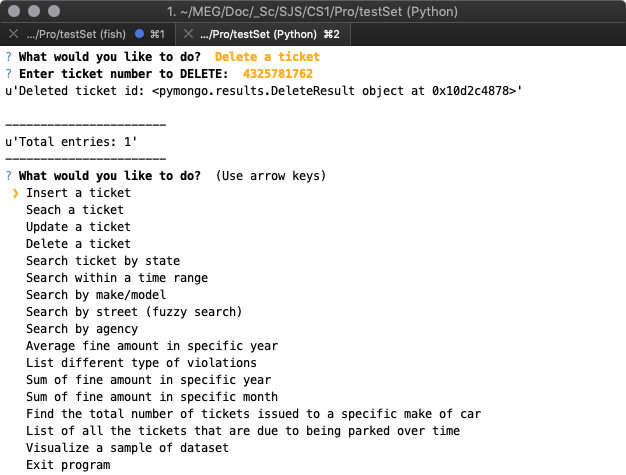 1. ~/MEG/Doc/_Sc/SJS/CS1/Pro/testSet (Python)
.../Pro/testSet (fish) ⌘1 .../Pro/testSet (Python) ⌘2
? What would you like to do? Delete a ticket
? Enter ticket number to DELETE: 4325781762
u'Deleted ticket id: <pymongo.results.DeleteResult object at 0x10d2c4878>'
-----------------------
u'Total entries: 1'
-----------------------
? What would you like to do? (Use arrow keys)
❯ Insert a ticket
Seach a ticket
Update a ticket
Delete a ticket
Search ticket by state
Search within a time range
Search by make/model
Search by street (fuzzy search)
Search by agency
Average fine amount in specific year
List different type of violations
Sum of fine amount in specific year
Sum of fine amount in specific month
Find the total number of tickets issued to a specific make of car
List of all the tickets that are due to being parked over time
Visualize a sample of dataset
Exit program